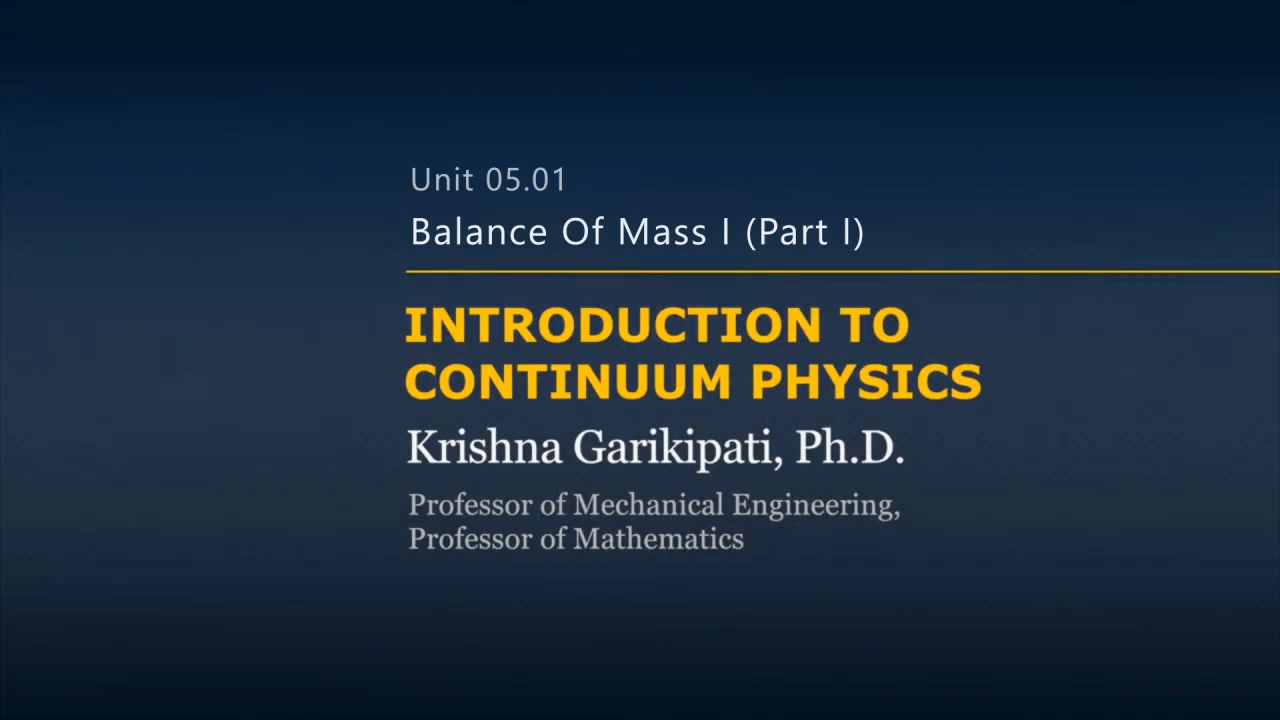 Unit 05.01
Balance Of Mass I (Part I)
INTRODUCTION TO
CONTINUUM PHYSICS
Krishna Garikipati, Ph.D.
Professor of Mechanical Engineering,
Professor of Mathematics